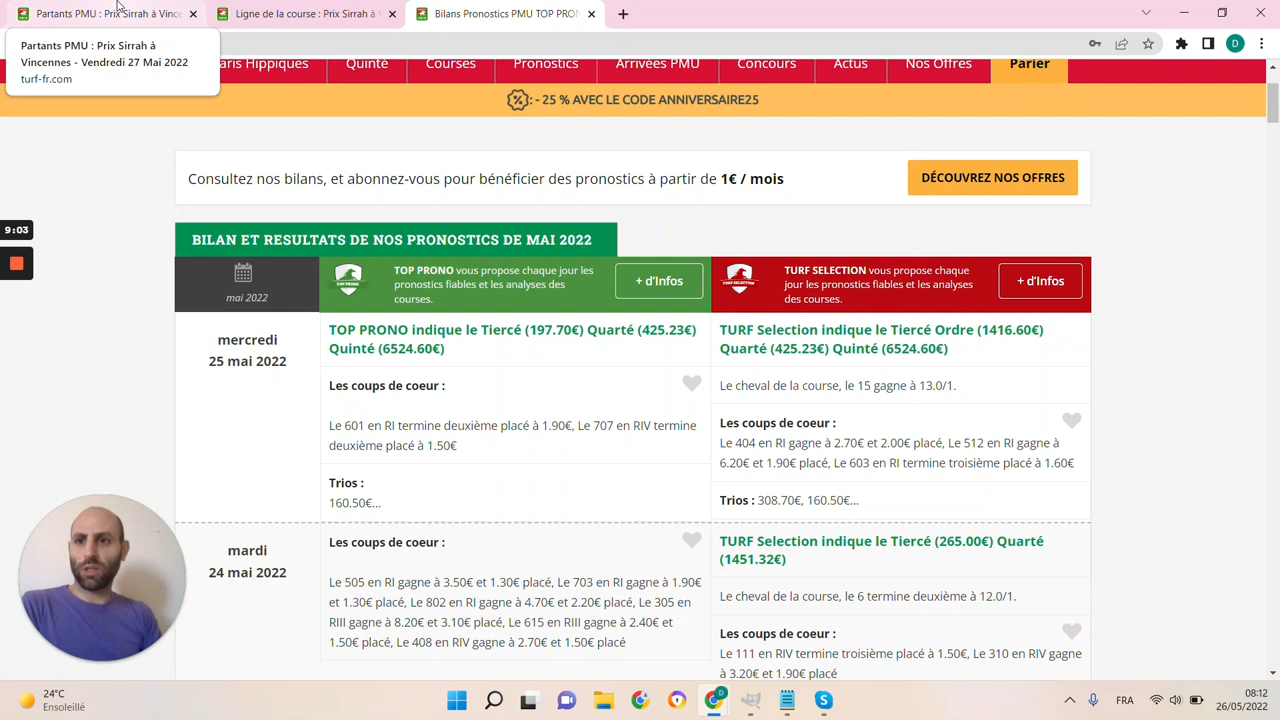 Partants PMU : Prix Sirrah à Vince
Ligne de la course : Prix Sirrah à V
Bilans Pronostics PMU TOP PRON
Partants PMU : Prix Sirrah à
Vincennes - Vendredi 27 Mai 2022
turf-fr.com
D
aris Hippiques
Quinté
Courses
Pronostics
Partants
Arrivées PMU
Concours
Actus
Nos Offres
Parier
: - 25 % AVEC LE CODE ANNIVERSAIRE25
Consultez nos bilans, et abonnez-vous pour bénéficier des pronostics à partir de 1€ / mois
DÉCOUVREZ NOS OFFRES
9:03
BILAN ET RESULTATS DE NOS PRONOSTICS DE MAI 2022
mai 2022
TOP PRONO
TOP PRONO vous propose chaque jour les
pronostics fiables et les analyses des
courses.
+ d'Infos
TURF SELECTION
TURF SELECTION vous propose chaque
jour les pronostics fiables et les analyses
des courses.
+ d'Infos
mercredi
25 mai 2022
TOP PRONO indique le Tiercé (197.70€) Quarté (425.23€)
Quinté (6524.60€)
Les coups de coeur :
Le 601 en RI termine deuxième placé à 1.90€, Le 707 en RIV termine
deuxième placé à 1.50€
Trios :
160.50€...
TURF Selection indique le Tiercé Ordre (1416.60€)
Quarté (425.23€) Quinté (6524.60€)
Le cheval de la course, le 15 gagne à 13.0/1.
Les coups de coeur :
Le 404 en RI gagne à 2.70€ et 2.00€ placé, Le 512 en RI gagne à
6.20€ et 1.90€ placé, Le 603 en RI termine troisième placé à 1.60€
Trios : 308.70€, 160.50€...
mardi
24 mai 2022
Les coups de coeur :
Le 505 en RI gagne à 3.50€ et 1.30€ placé, Le 703 en RI gagne à 1.90€
et 1.30€ placé, Le 802 en RI gagne à 4.70€ et 2.20€ placé, Le 305 en
RIII gagne à 8.20€ et 3.10€ placé, Le 615 en RIII gagne à 2.40€ et
1.50€ placé, Le 408 en RIV gagne à 2.70€ et 1.50€ placé
TURF Selection indique le Tiercé (265.00€) Quarté
(1451.32€)
Le cheval de la course, le 6 termine deuxième à 12.0/1.
Les coups de coeur :
Le 111 en RIV termine troisième placé à 1.50€, Le 310 en RIV gagne
à 3.20€ et 1.90€ placé
24°C
Ensoleillé
D
FRA
08:12
26/05/2022